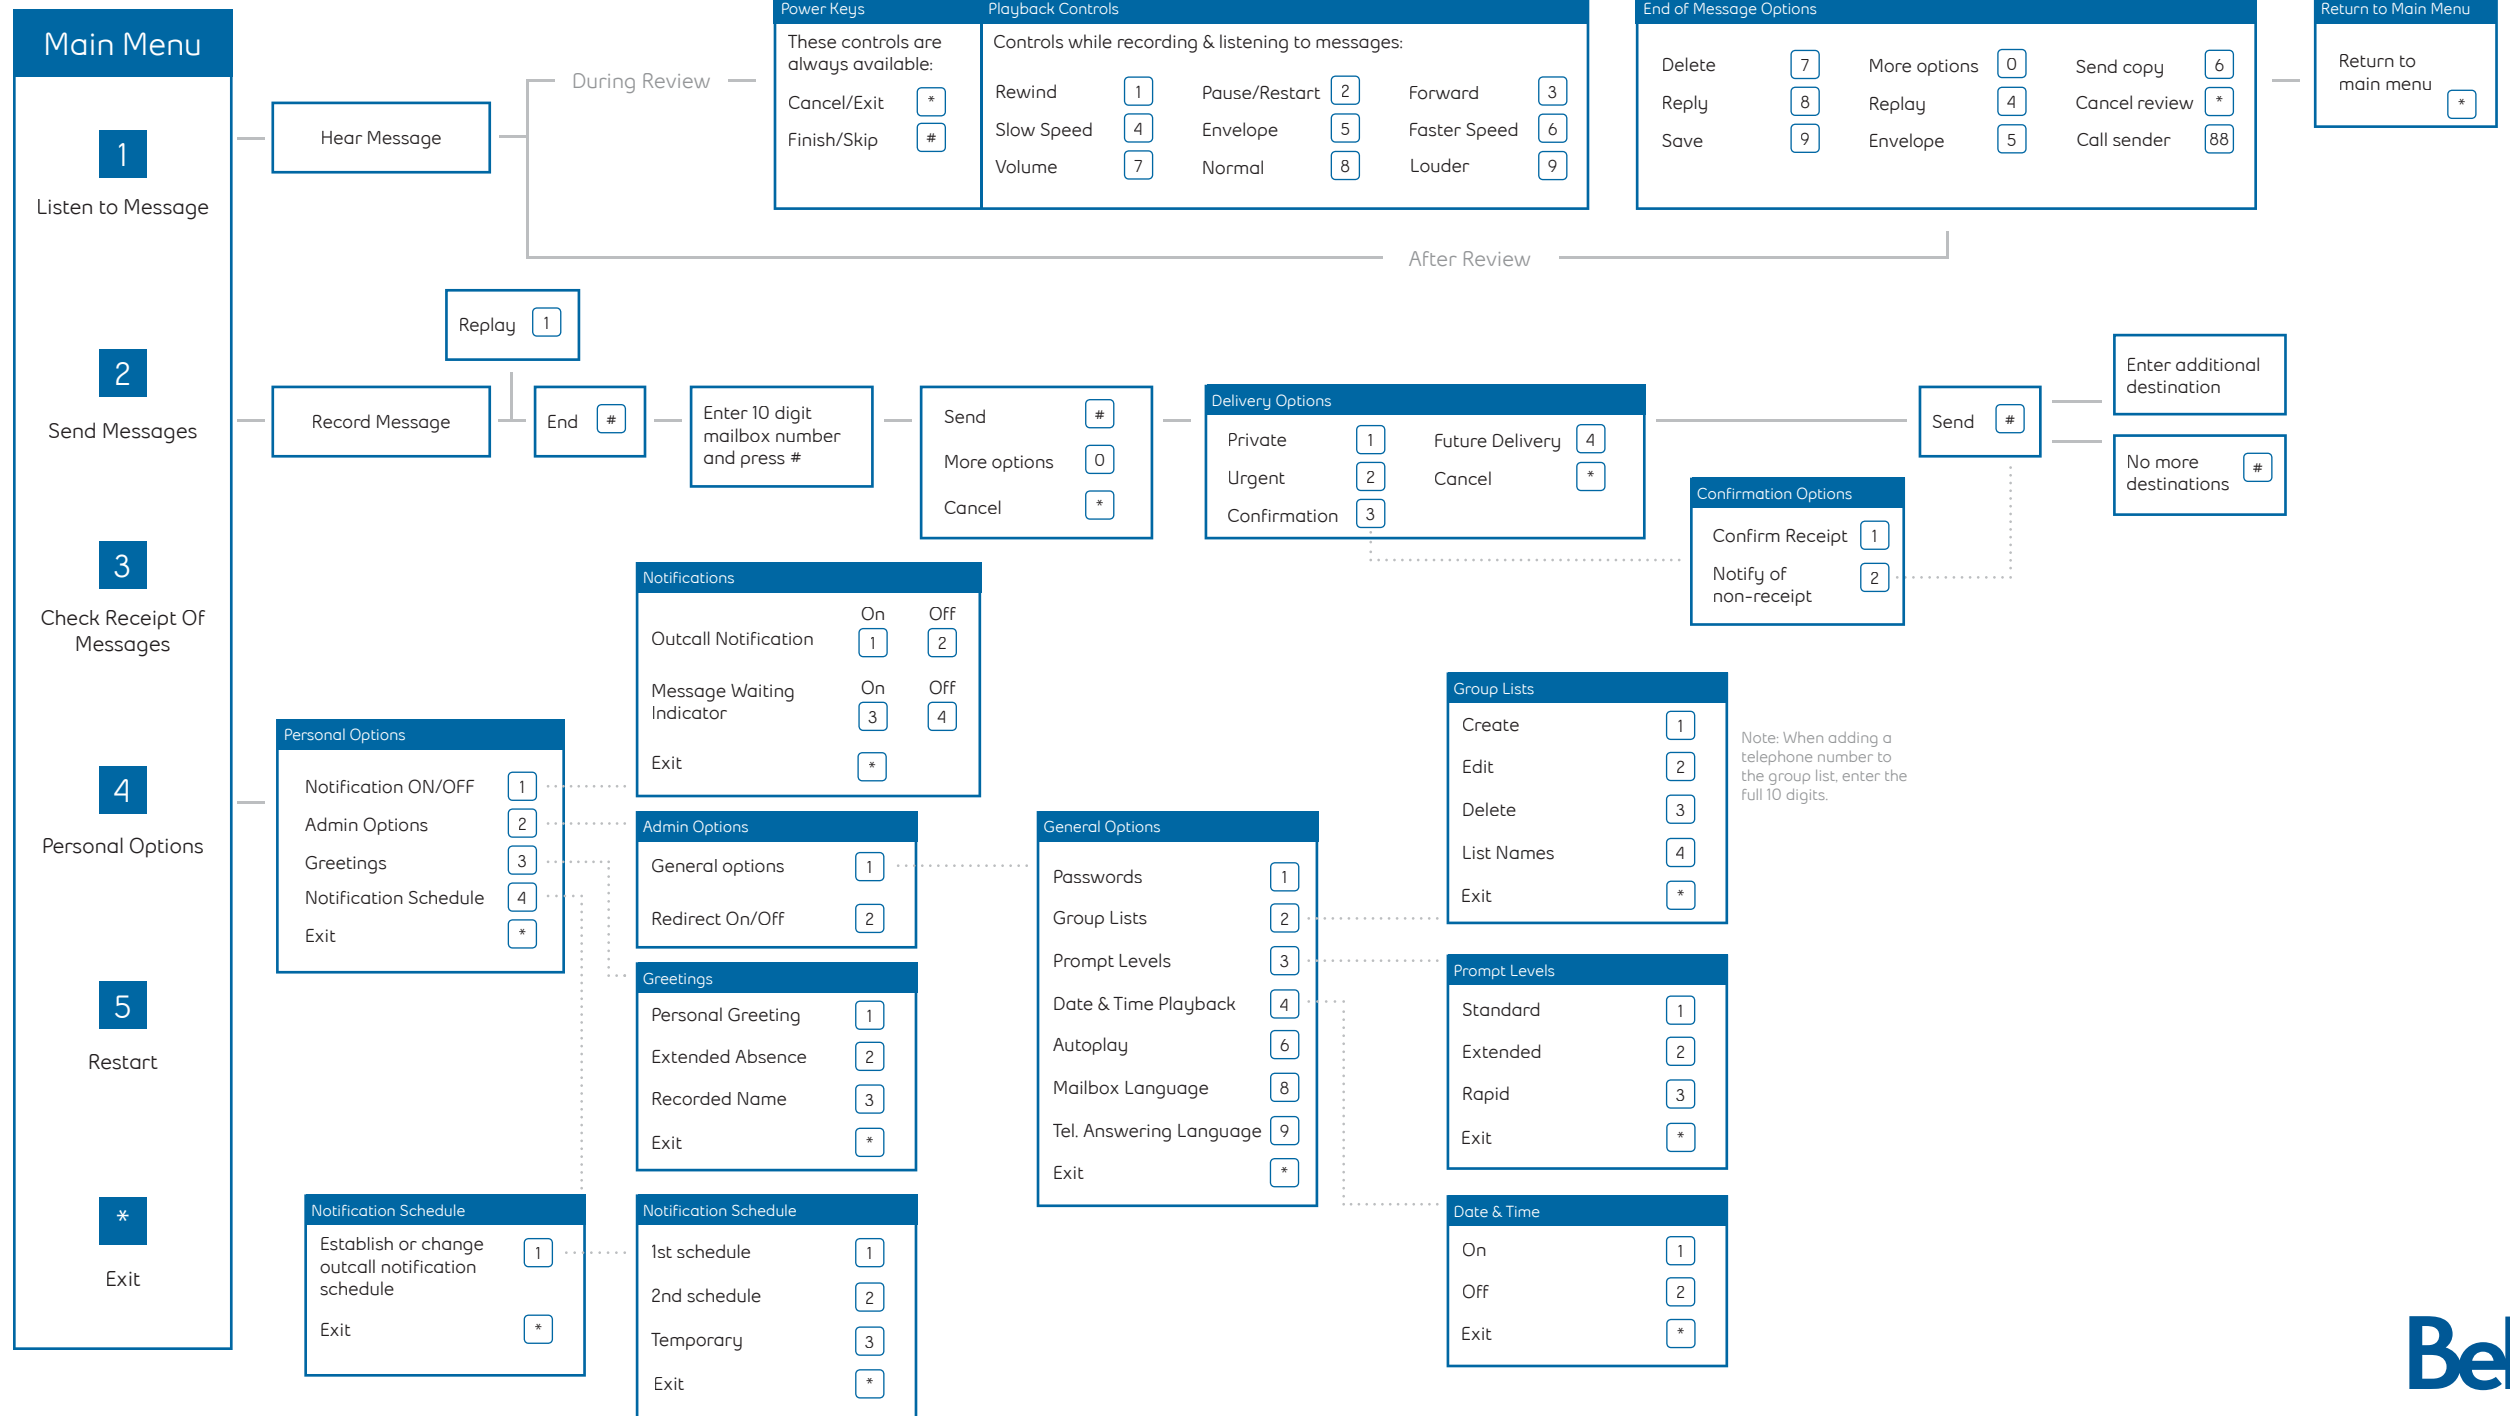 Main Menu
1
Listen to Message
2
Send Messages
3
Check Receipt Of
Messages
4
Personal Options
5
Restart
*
Exit
Hear Message
During Review
After Review
Power Keys
These controls are
always available:
Cancel/Exit *
Finish/Skip #
Playback Controls
Controls while recording & listening to messages:
Rewind 1 Pause/Restart 2 Forward 3
Slow Speed 4 Envelope 5 Faster Speed 6
Volume 7 Normal 8 Louder 9
End of Message Options
Delete 7 More options 0 Send copy 6
Reply 8 Replay 4 Cancel review *
Save 9 Envelope 5 Call sender 88
Return to Main Menu
Return to
main menu
*
Replay 1
Record Message
End #
Enter 10 digit
mailbox number
and press #
Send #
More options 0
Cancel *
Delivery Options
Private 1 Future Delivery 4
Urgent 2 Cancel *
Confirmation 3
Confirmation Options
Confirm Receipt 1
Notify of
non-receipt
2
Send #
Enter additional
destination
No more
destinations
#
Personal Options
Notification ON/OFF 1
Admin Options 2
Greetings 3
Notification Schedule 4
Exit *
Notifications
On Off
Outcall Notification 1 2
Message Waiting
Indicator
On Off
3 4
Exit *
Admin Options
General options 1
Redirect On/Off 2
Greetings
Personal Greeting 1
Extended Absence 2
Recorded Name 3
Exit *
Notification Schedule
Establish or change
outcall notification
schedule
1
Exit *
Notification Schedule
1st schedule 1
2nd schedule 2
Temporary 3
Exit *
General Options
Passwords 1
Group Lists 2
Prompt Levels 3
Date & Time Playback 4
Autoplay 6
Mailbox Language 8
Tel. Answering Language 9
Exit *
Group Lists
Create 1
Edit 2
Delete 3
List Names 4
Exit *
Note: When adding a
telephone number to
the group list, enter the
full 10 digits.
Prompt Levels
Standard 1
Extended 2
Rapid 3
Exit *
Date & Time
On 1
Off 2
Exit *
Bel